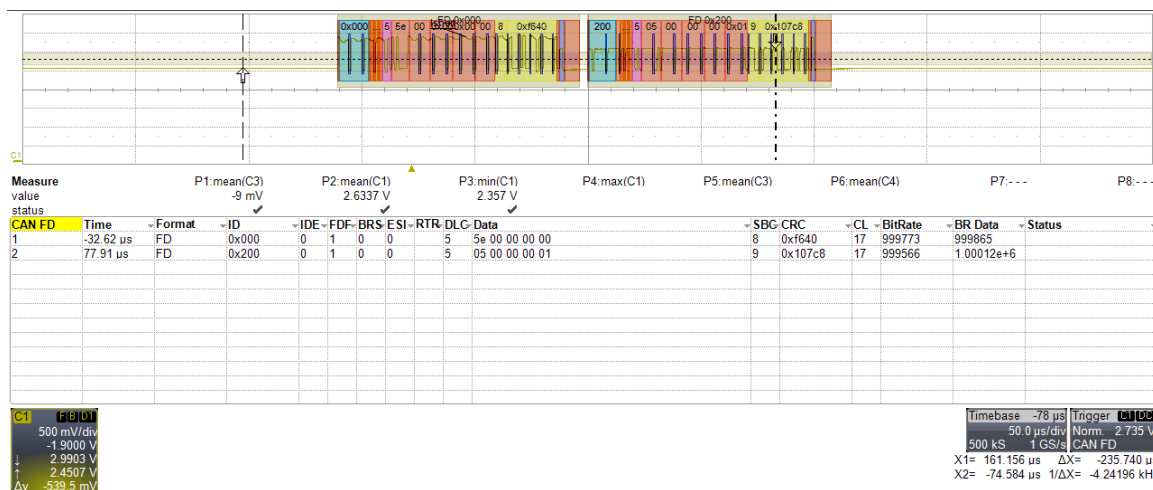 FD 0x000 FD 0x200
0x000 5 5e 00 00 00 8 0xf640 200 5 05 00 00 00 0x01 9 0x107c8
C1
Measure P1:mean(C3) P2:mean(C1) P3:min(C1) P4:max(C1) P5:mean(C3) P6:mean(C4) P7:- - - P8:- - -
value -9 mV 2.6337 V 2.357 V
status ✔ ✔ ✔
CAN FD Time Format ID IDE FDF BRS ESI RTR DLC Data SBC CRC CL BitRate BR Data Status
1 -32.62 µs FD 0x000 0 1 0 0 5 5e 00 00 00 00 8 0xf640 17 999773 999865
2 77.91 µs FD 0x200 0 1 0 0 5 05 00 00 00 01 9 0x107c8 17 999566 1.00012e+6
C1 F B D1
500 mV/div
-1.9000 V
↓ 2.9903 V
↑ 2.4507 V
Δy -539.5 mV
Timebase -78 µs
50.0 µs/div
500 kS 1 GS/s
Trigger C1 DC
Norm. 2.735 V
CAN FD
X1= 161.156 µs ΔX= -235.740 µ
X2= -74.584 µs 1/ΔX= -4.24196 kH